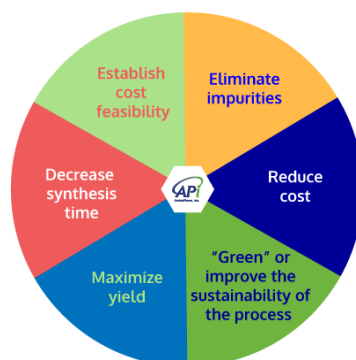 Establish
cost
feasibility
Eliminate
impurities
Decrease
synthesis
time
APi
Reduce
cost
Maximize
yield
"Green" or
improve the
sustainability of
the process